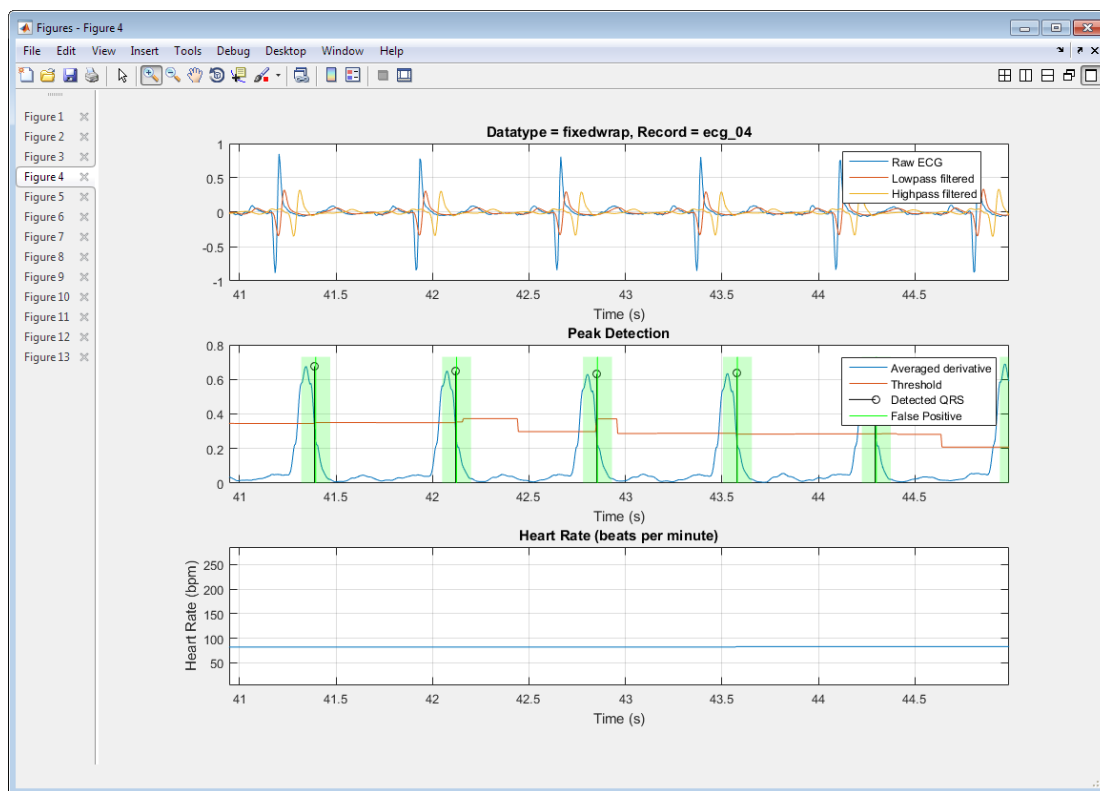 Figures - Figure 4
File Edit View Insert Tools Debug Desktop Window Help
Figure 1
Figure 2
Figure 3
Figure 4
Figure 5
Figure 6
Figure 7
Figure 8
Figure 9
Figure 10
Figure 11
Figure 12
Figure 13
Datatype = fixedwrap, Record = ecg_04
1
0.5
0
-0.5
-1
Raw ECG
Lowpass filtered
Highpass filtered
41 41.5 42 42.5 43 43.5 44 44.5
Time (s)
Peak Detection
0.8
0.6
0.4
0.2
0
Averaged derivative
Threshold
Detected QRS
False Positive
41 41.5 42 42.5 43 43.5 44 44.5
Time (s)
Heart Rate (beats per minute)
Heart Rate (bpm)
250
200
150
100
50
41 41.5 42 42.5 43 43.5 44 44.5
Time (s)